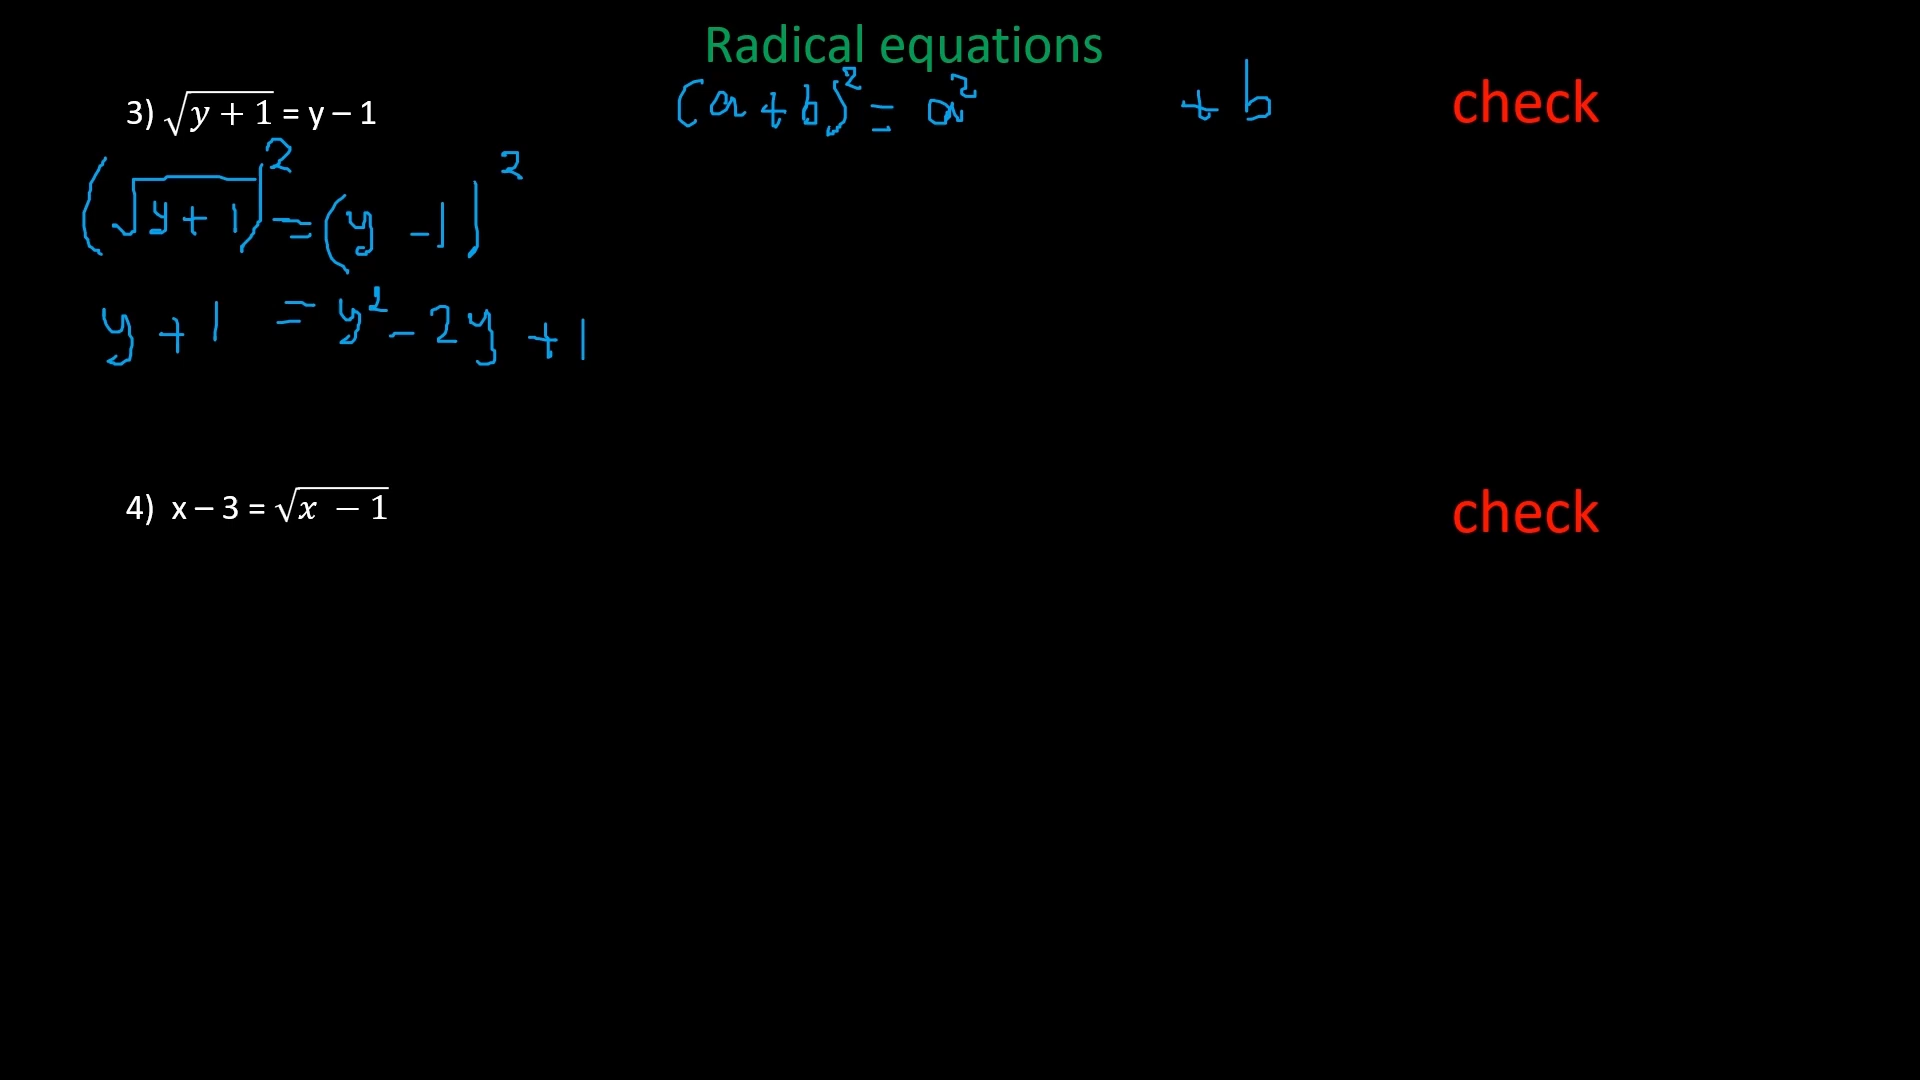 Radical equations
(a + b)² = a² + b
check
3) √(y + 1) = y – 1
(√(y + 1))² = (y - 1)²
y + 1 = y² - 2y + 1
4) x – 3 = √(x − 1)
check